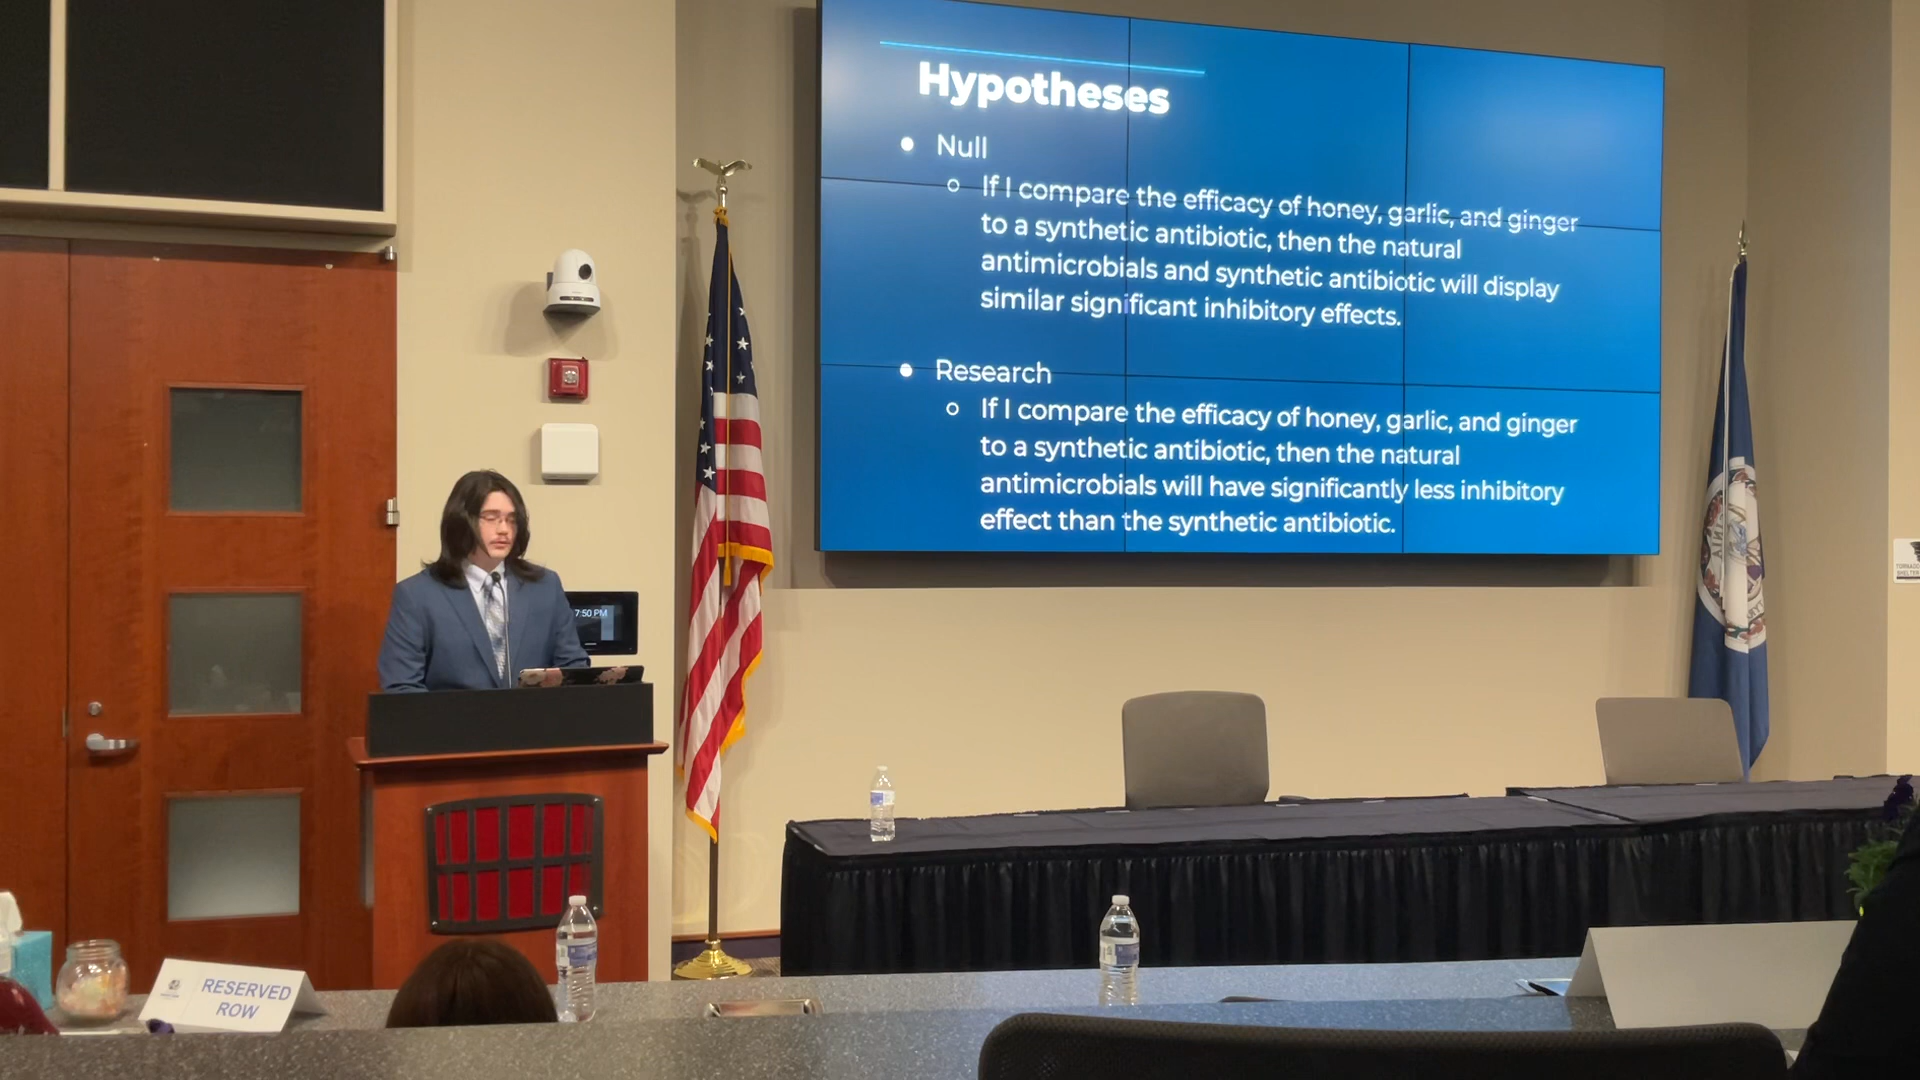 Hypotheses
Null
If I compare the efficacy of honey, garlic, and ginger
to a synthetic antibiotic, then the natural
antimicrobials and synthetic antibiotic will display
similar significant inhibitory effects.
Research
If I compare the efficacy of honey, garlic, and ginger
to a synthetic antibiotic, then the natural
antimicrobials will have significantly less inhibitory
effect than the synthetic antibiotic.
7:50 PM
TORNADO
SHELTER
RESERVED
ROW